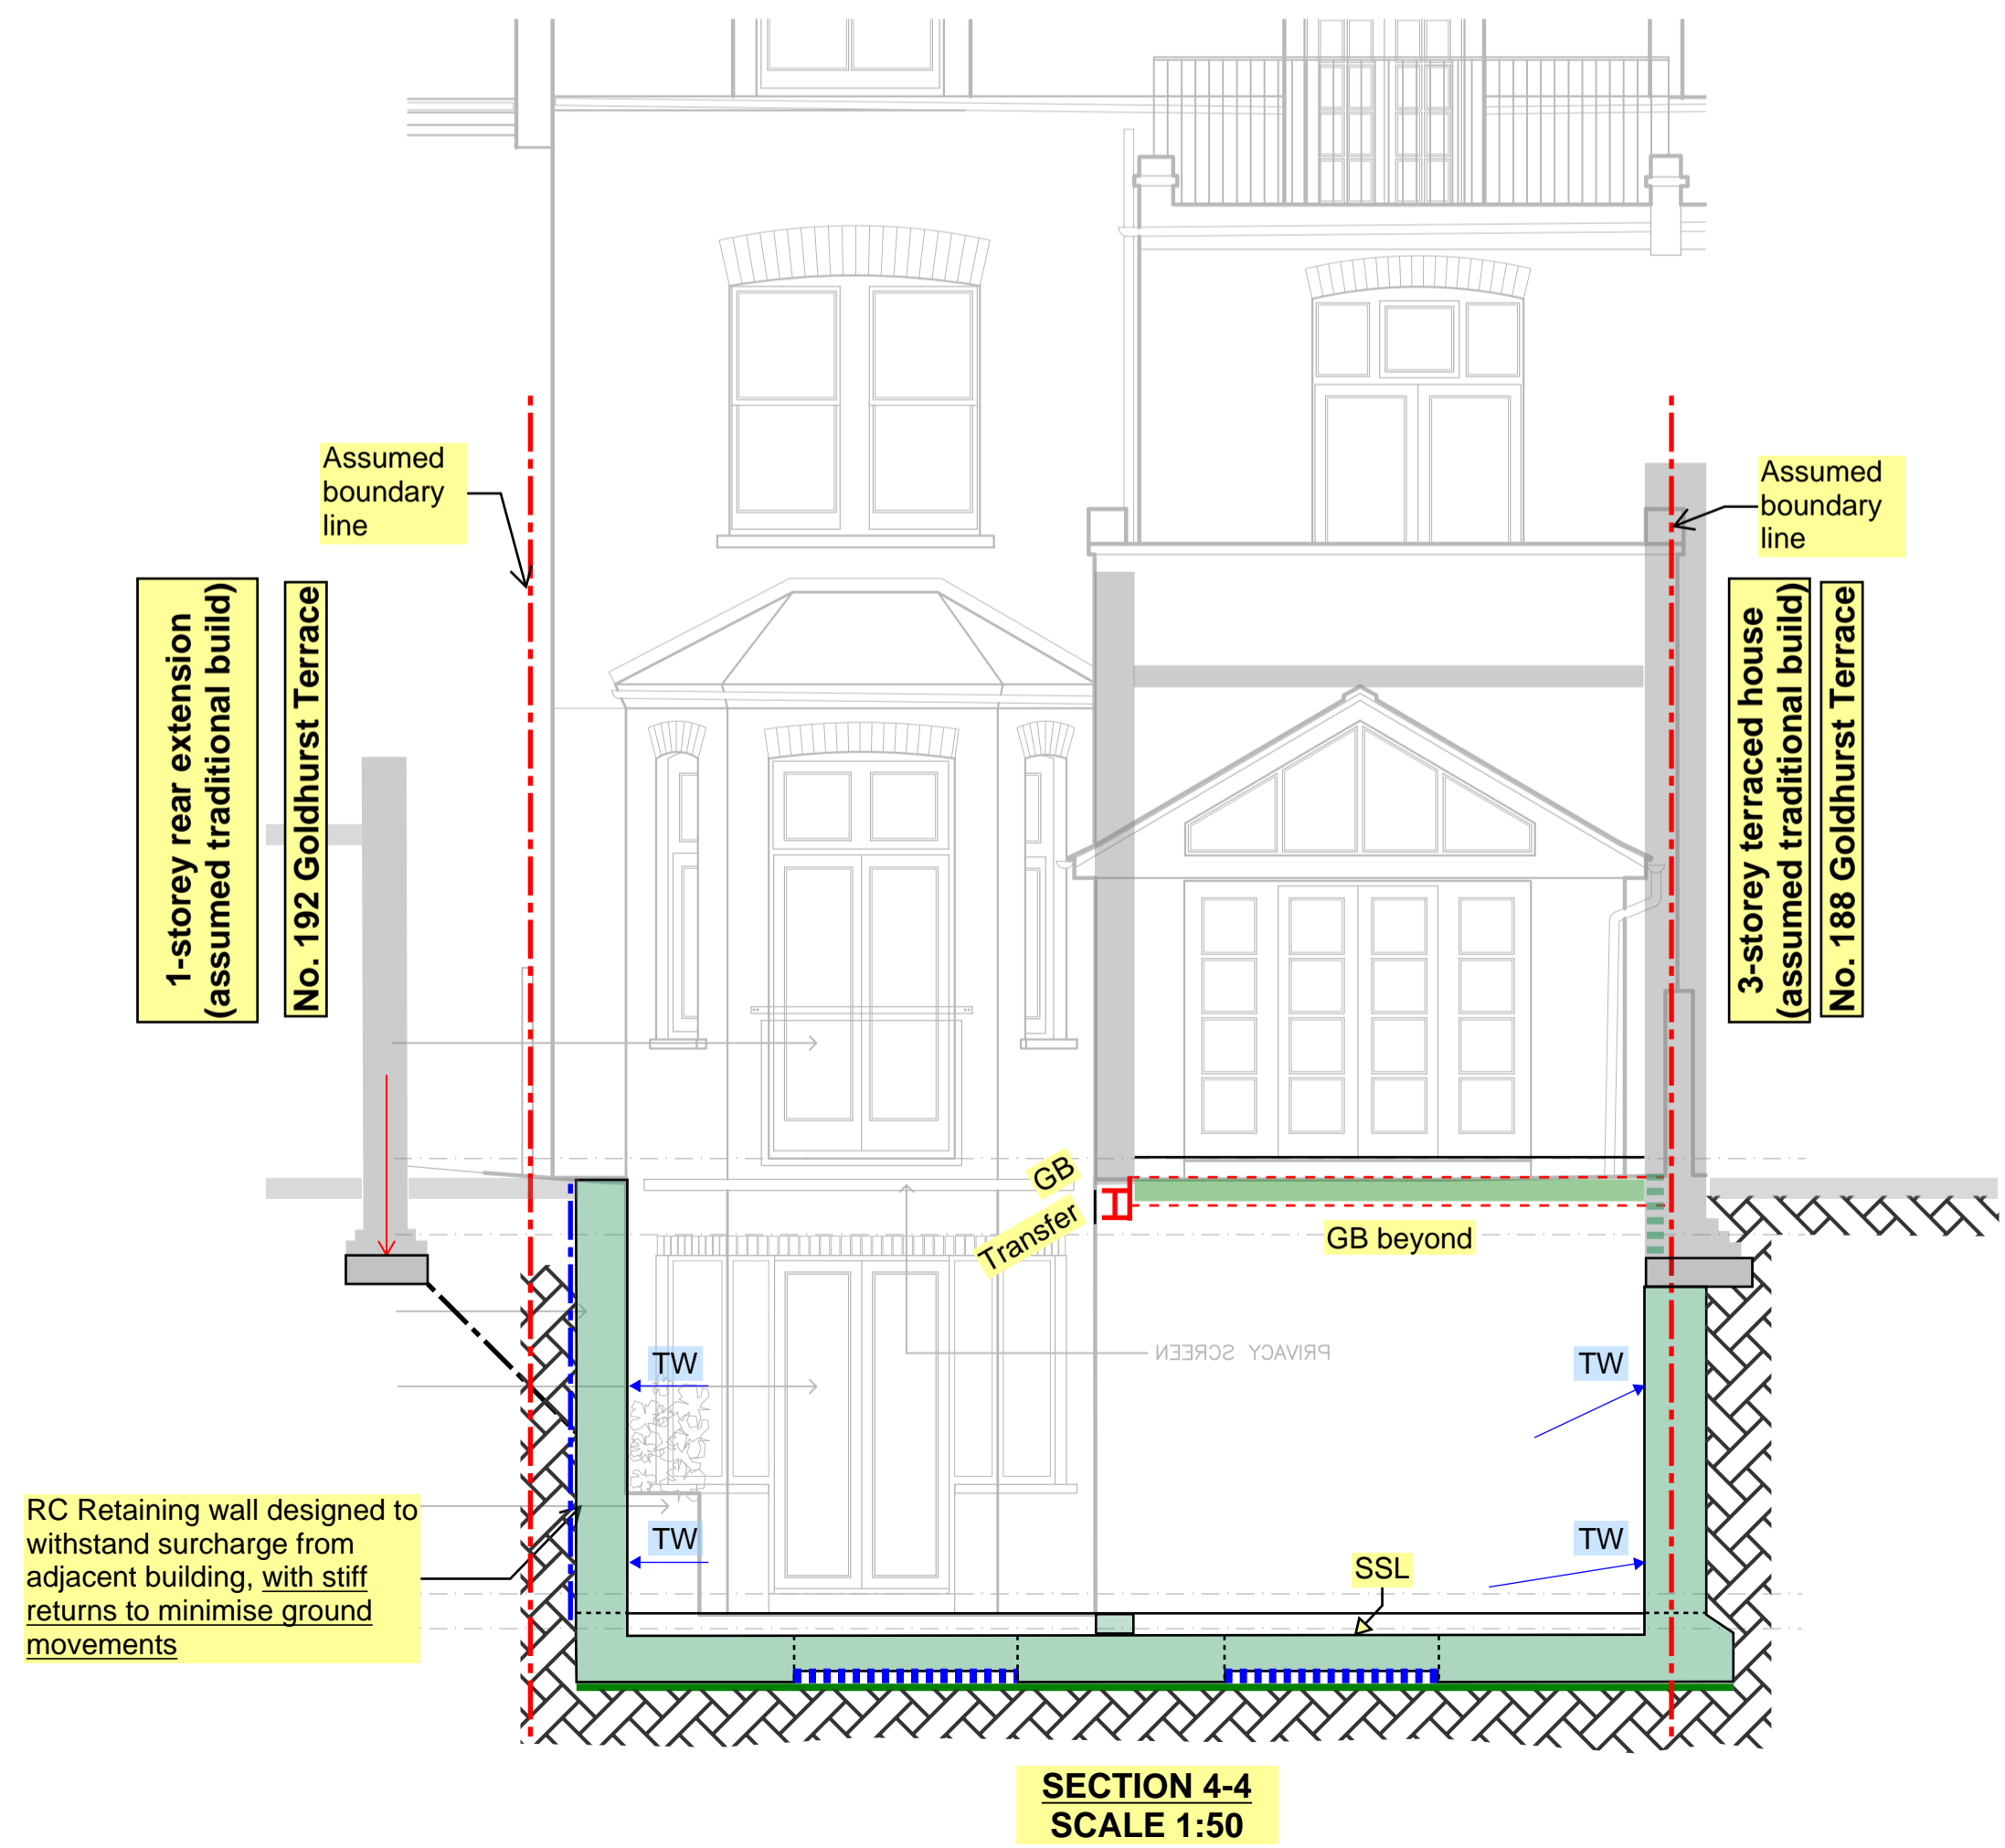 Assumed
boundary
line
Assumed
boundary
line
1-storey rear extension
(assumed traditional build)
No. 192 Goldhurst Terrace
3-storey terraced house
(assumed traditional build)
No. 188 Goldhurst Terrace
GB
Transfer
GB beyond
PRIVACY SCREEN
TW
TW
TW
TW
RC Retaining wall designed to
withstand surcharge from
adjacent building, with stiff
returns to minimise ground
movements
SSL
SECTION 4-4
SCALE 1:50